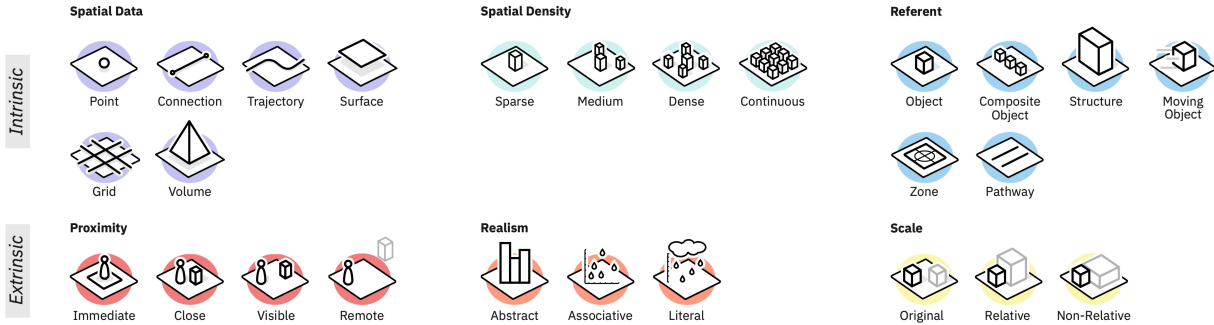 Spatial Data
Spatial Density
Referent
Intrinsic
Point
Connection
Trajectory
Surface
Sparse
Medium
Dense
Continuous
Object
Composite
Object
Structure
Moving
Object
Grid
Volume
Zone
Pathway
Extrinsic
Proximity
Realism
Scale
Immediate
Close
Visible
Remote
Abstract
Associative
Literal
Original
Relative
Non-Relative